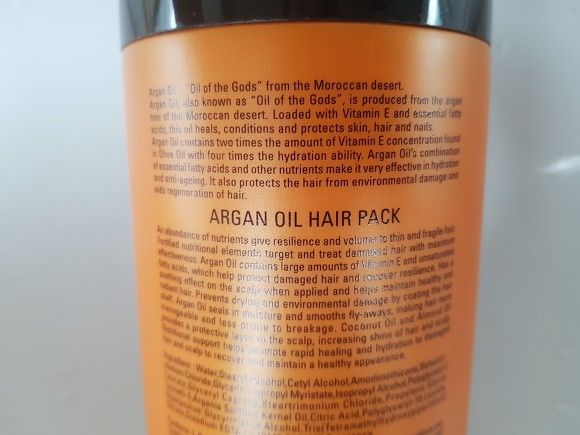 Argan Oil "Oil of the Gods" from the Moroccan desert.
Argan Oil, also known as "Oil of the Gods", is produced from the argan
tree of the Moroccan desert. Loaded with Vitamin E and essential fatty
acids, this oil heals, conditions and protects skin, hair and nails.
Argan Oil contains two times the amount of Vitamin E concentration found
in Olive Oil with four times the hydration ability. Argan Oil's combination
of essential fatty acids and other nutrients make it very effective in hydration
and anti-ageing. It also protects the hair from environmental damage and
aids regeneration of hair.
ARGAN OIL HAIR PACK
An abundance of nutrients give resilience and volume to thin and fragile hair.
Fortified nutritional elements target and treat damaged hair with maximum
effectiveness. Argan Oil contains large amounts of Vitamin E and unsaturated
fatty acids, which help protect damaged hair and recover resilience. Has a
soothing effect on the scalp when applied and helps maintain healthy and
radiant hair. Prevents drying and environmental damage by coating the hair
shaft. Argan Oil seals in moisture and smooths fly-aways, making hair more
manageable and less prone to breakage. Coconut Oil and Almond Oil
provides a protective layer to the scalp, increasing shine of hair and scalp.
Nutritional support helps promote rapid healing and hydration to damaged
hair and scalp to recover and maintain a healthy appearance.
Ingredient : Water, Stearyl Alcohol, Cetyl Alcohol, Amodimethicone,
Chloride, Glycerin, Isopropyl Myristate, Isopropyl Alcohol,
Glyceryl Steartrimonium Chloride, Propylene Glycol,
Argania Spinosa Kernel Oil, Citric Acid, Polyglyceryl
Glycyrrhizate, Alcohol,
EDTA